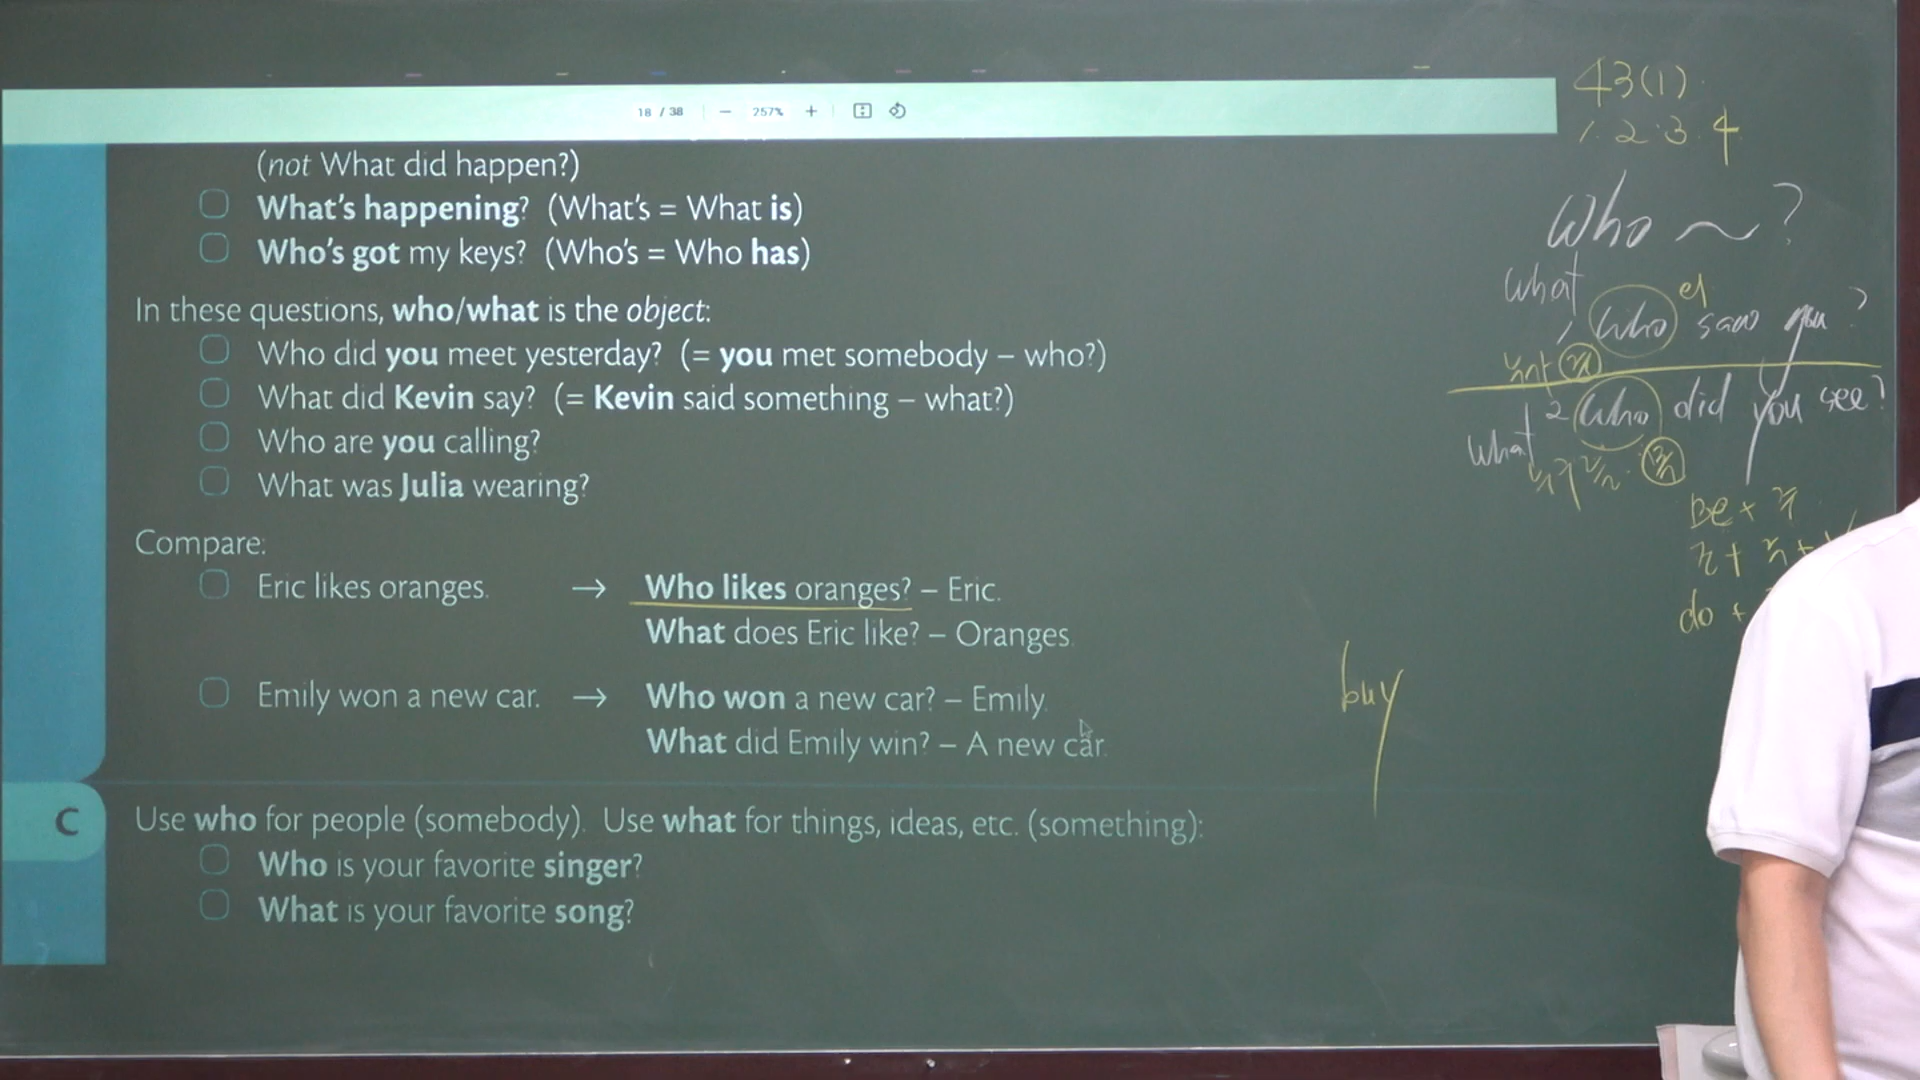 18 / 38 − 257% +
(not What did happen?)
What's happening? (What's = What is)
Who's got my keys? (Who's = Who has)
In these questions, who/what is the object:
Who did you meet yesterday? (= you met somebody – who?)
What did Kevin say? (= Kevin said something – what?)
Who are you calling?
What was Julia wearing?
Compare:
Eric likes oranges. → Who likes oranges? – Eric.
What does Eric like? – Oranges.
Emily won a new car. → Who won a new car? – Emily.
What did Emily win? – A new car.
C
Use who for people (somebody). Use what for things, ideas, etc. (something):
Who is your favorite singer?
What is your favorite song?
43(1).
1. 2. 3. 4
Who ~ ?
What
1 Who saw you?
2 Who did you see?
What
Be +
do +
buy